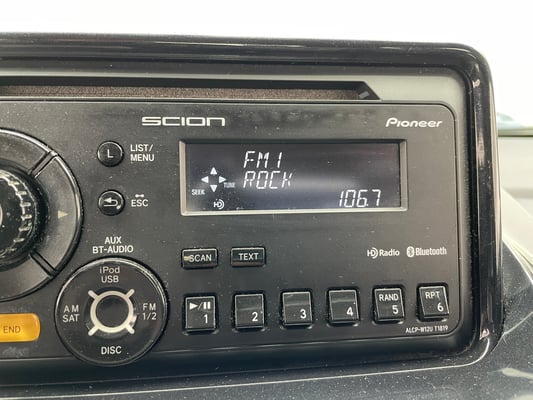 SCION
Pioneer
L
LIST/
MENU
ESC
FM1
ROCK
SEEK
TUNE
HD
106.7
AUX
BT-AUDIO
iPod
USB
AM
SAT
FM
1/2
DISC
END
SCAN
TEXT
HD Radio
Bluetooth
1
2
3
4
RAND
5
RPT
6
ALCP-W12U T1819